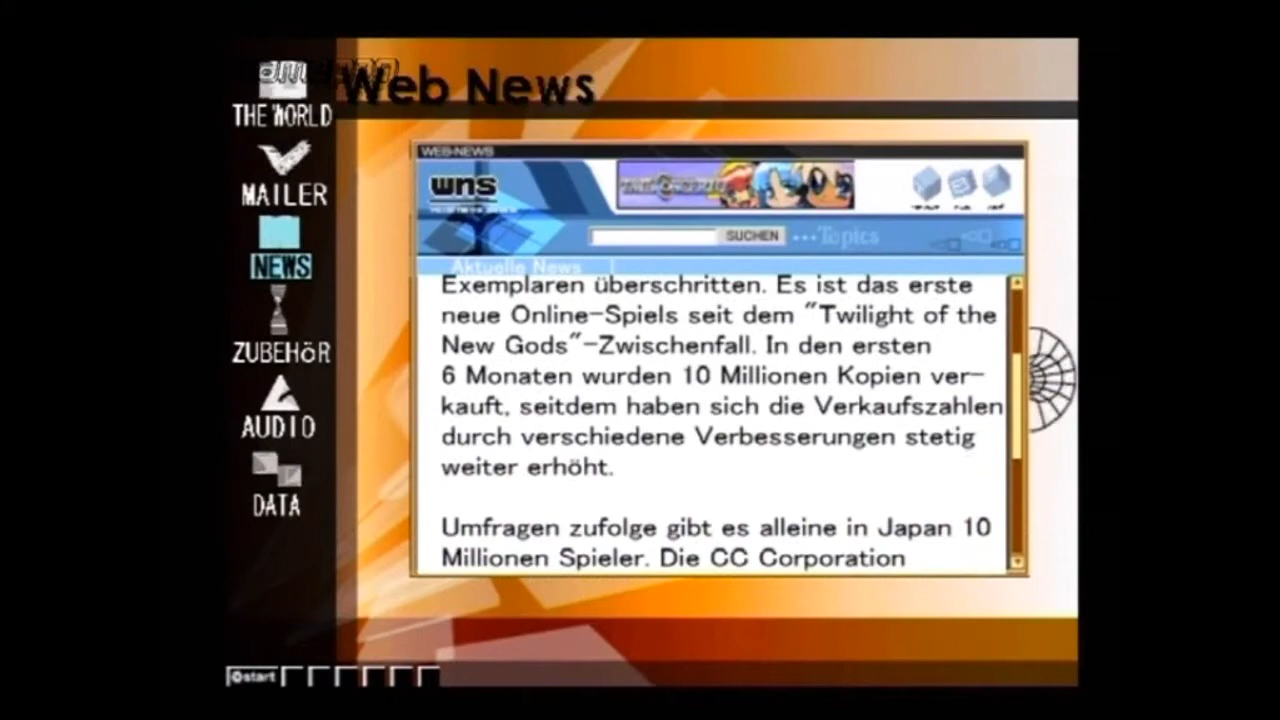 Web News
THE WORLD
MAILER
NEWS
ZUBEHÖR
AUDIO
DATA
WEB-NEWS
wns
SUCHEN
•••Topics
Aktuelle News
Exemplaren überschritten. Es ist das erste
neue Online-Spiels seit dem "Twilight of the
New Gods"-Zwischenfall. In den ersten
6 Monaten wurden 10 Millionen Kopien ver-
kauft, seitdem haben sich die Verkaufszahlen
durch verschiedene Verbesserungen stetig
weiter erhöht.
Umfragen zufolge gibt es alleine in Japan 10
Millionen Spieler. Die CC Corporation
start